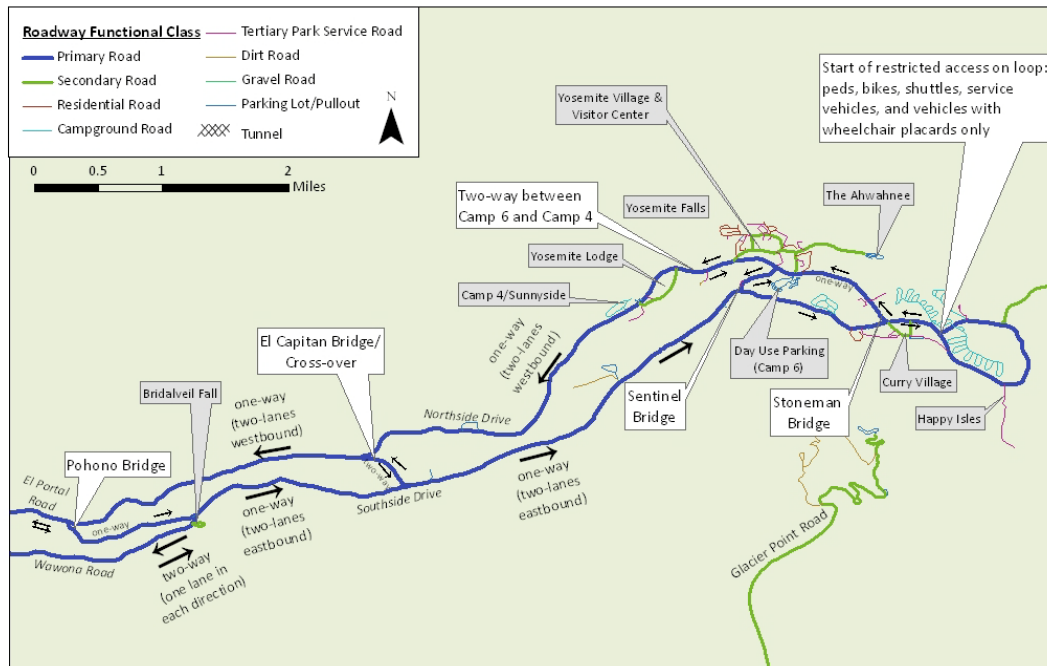 Roadway Functional Class
Primary Road
Secondary Road
Residential Road
Campground Road
Tertiary Park Service Road
Dirt Road
Gravel Road
Parking Lot/Pullout
Tunnel
N
0
0.5
1
2
Miles
Start of restricted access on loop:
peds, bikes, shuttles, service
vehicles, and vehicles with
wheelchair placards only
Yosemite Village &
Visitor Center
Two-way between
Camp 6 and Camp 4
Yosemite Falls
The Ahwahnee
Yosemite Lodge
Camp 4/Sunnyside
one-way
one-way
(two-lanes
westbound)
El Capitan Bridge/
Cross-over
Day Use Parking
(Camp 6)
Sentinel
Bridge
Stoneman
Bridge
Curry Village
Happy Isles
Bridalveil Fall
one-way
(two-lanes
westbound)
Northside Drive
Pohono Bridge
two-way
Southside Drive
one-way
(two-lanes
eastbound)
El Portal
Road
one-way
one-way
(two-lanes
eastbound)
Wawona Road
two-way
(one lane in
each direction)
Glacier Point Road